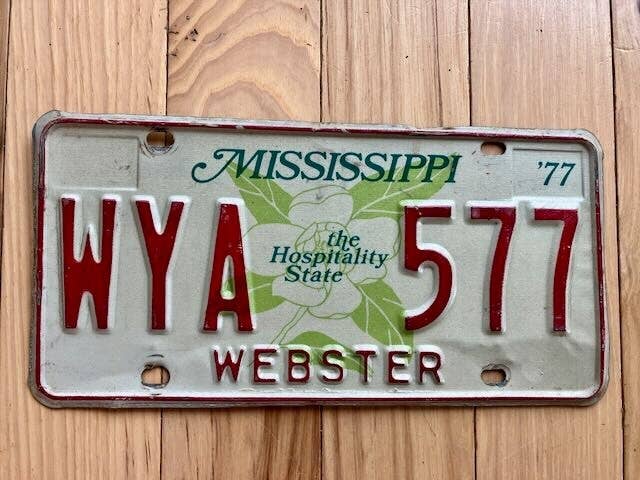 MISSISSIPPI '77
WYA 577
the
Hospitality
State
WEBSTER